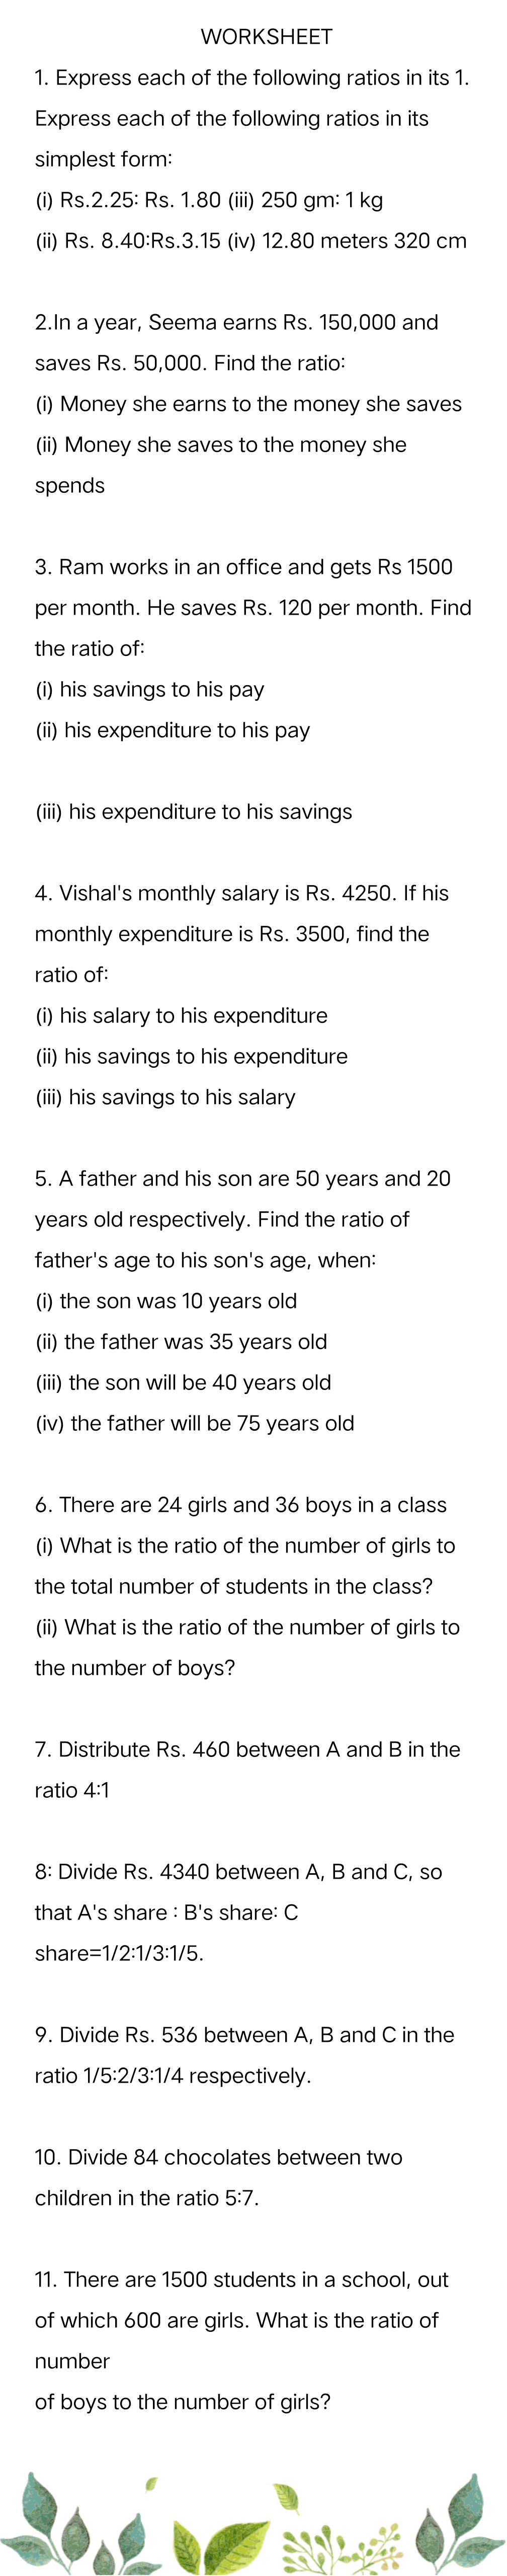 WORKSHEET
1. Express each of the following ratios in its 1.
Express each of the following ratios in its
simplest form:
(i) Rs.2.25: Rs. 1.80 (iii) 250 gm: 1 kg
(ii) Rs. 8.40:Rs.3.15 (iv) 12.80 meters 320 cm
2.In a year, Seema earns Rs. 150,000 and
saves Rs. 50,000. Find the ratio:
(i) Money she earns to the money she saves
(ii) Money she saves to the money she
spends
3. Ram works in an office and gets Rs 1500
per month. He saves Rs. 120 per month. Find
the ratio of:
(i) his savings to his pay
(ii) his expenditure to his pay
(iii) his expenditure to his savings
4. Vishal's monthly salary is Rs. 4250. If his
monthly expenditure is Rs. 3500, find the
ratio of:
(i) his salary to his expenditure
(ii) his savings to his expenditure
(iii) his savings to his salary
5. A father and his son are 50 years and 20
years old respectively. Find the ratio of
father's age to his son's age, when:
(i) the son was 10 years old
(ii) the father was 35 years old
(iii) the son will be 40 years old
(iv) the father will be 75 years old
6. There are 24 girls and 36 boys in a class
(i) What is the ratio of the number of girls to
the total number of students in the class?
(ii) What is the ratio of the number of girls to
the number of boys?
7. Distribute Rs. 460 between A and B in the
ratio 4:1
8: Divide Rs. 4340 between A, B and C, so
that A's share : B's share: C
share=1/2:1/3:1/5.
9. Divide Rs. 536 between A, B and C in the
ratio 1/5:2/3:1/4 respectively.
10. Divide 84 chocolates between two
children in the ratio 5:7.
11. There are 1500 students in a school, out
of which 600 are girls. What is the ratio of
number
of boys to the number of girls?